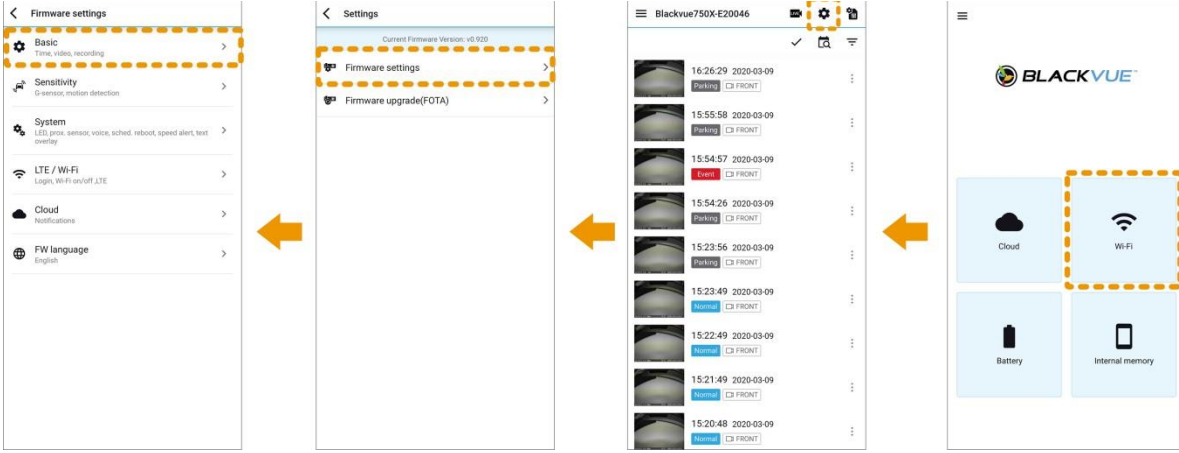 Firmware settings
Basic
Time, video, recording
Sensitivity
G-sensor, motion detection
System
LED, prox. sensor, voice, sched. reboot, speed alert, text
overlay
LTE / Wi-Fi
Login, Wi-Fi on/off ,LTE
Cloud
Notifications
FW language
English
Settings
Current Firmware Version: v0.920
Firmware settings
Firmware upgrade(FOTA)
Blackvue750X-E20046
LIVE
16:26:29 2020-03-09
Parking FRONT
15:55:58 2020-03-09
Parking FRONT
15:54:57 2020-03-09
Event FRONT
15:54:26 2020-03-09
Parking FRONT
15:23:56 2020-03-09
Parking FRONT
15:23:49 2020-03-09
Normal FRONT
15:22:49 2020-03-09
Normal FRONT
15:21:49 2020-03-09
Normal FRONT
15:20:48 2020-03-09
Normal FRONT
BLACKVUE
Cloud
Wi-Fi
Battery
Internal memory